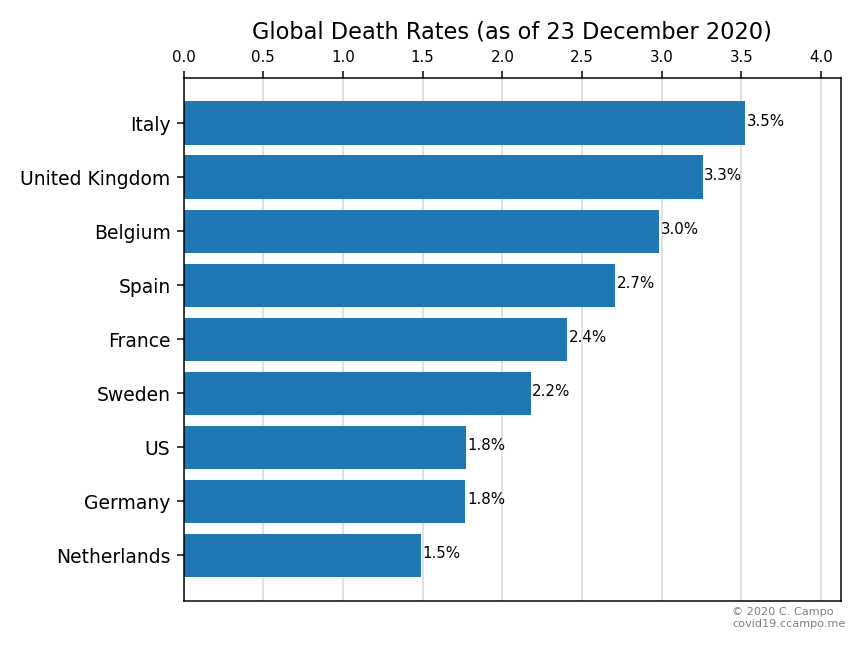 Global Death Rates (as of 23 December 2020)
0.0 0.5 1.0 1.5 2.0 2.5 3.0 3.5 4.0
Italy 3.5%
United Kingdom 3.3%
Belgium 3.0%
Spain 2.7%
France 2.4%
Sweden 2.2%
US 1.8%
Germany 1.8%
Netherlands 1.5%
© 2020 C. Campo
covid19.ccampo.me